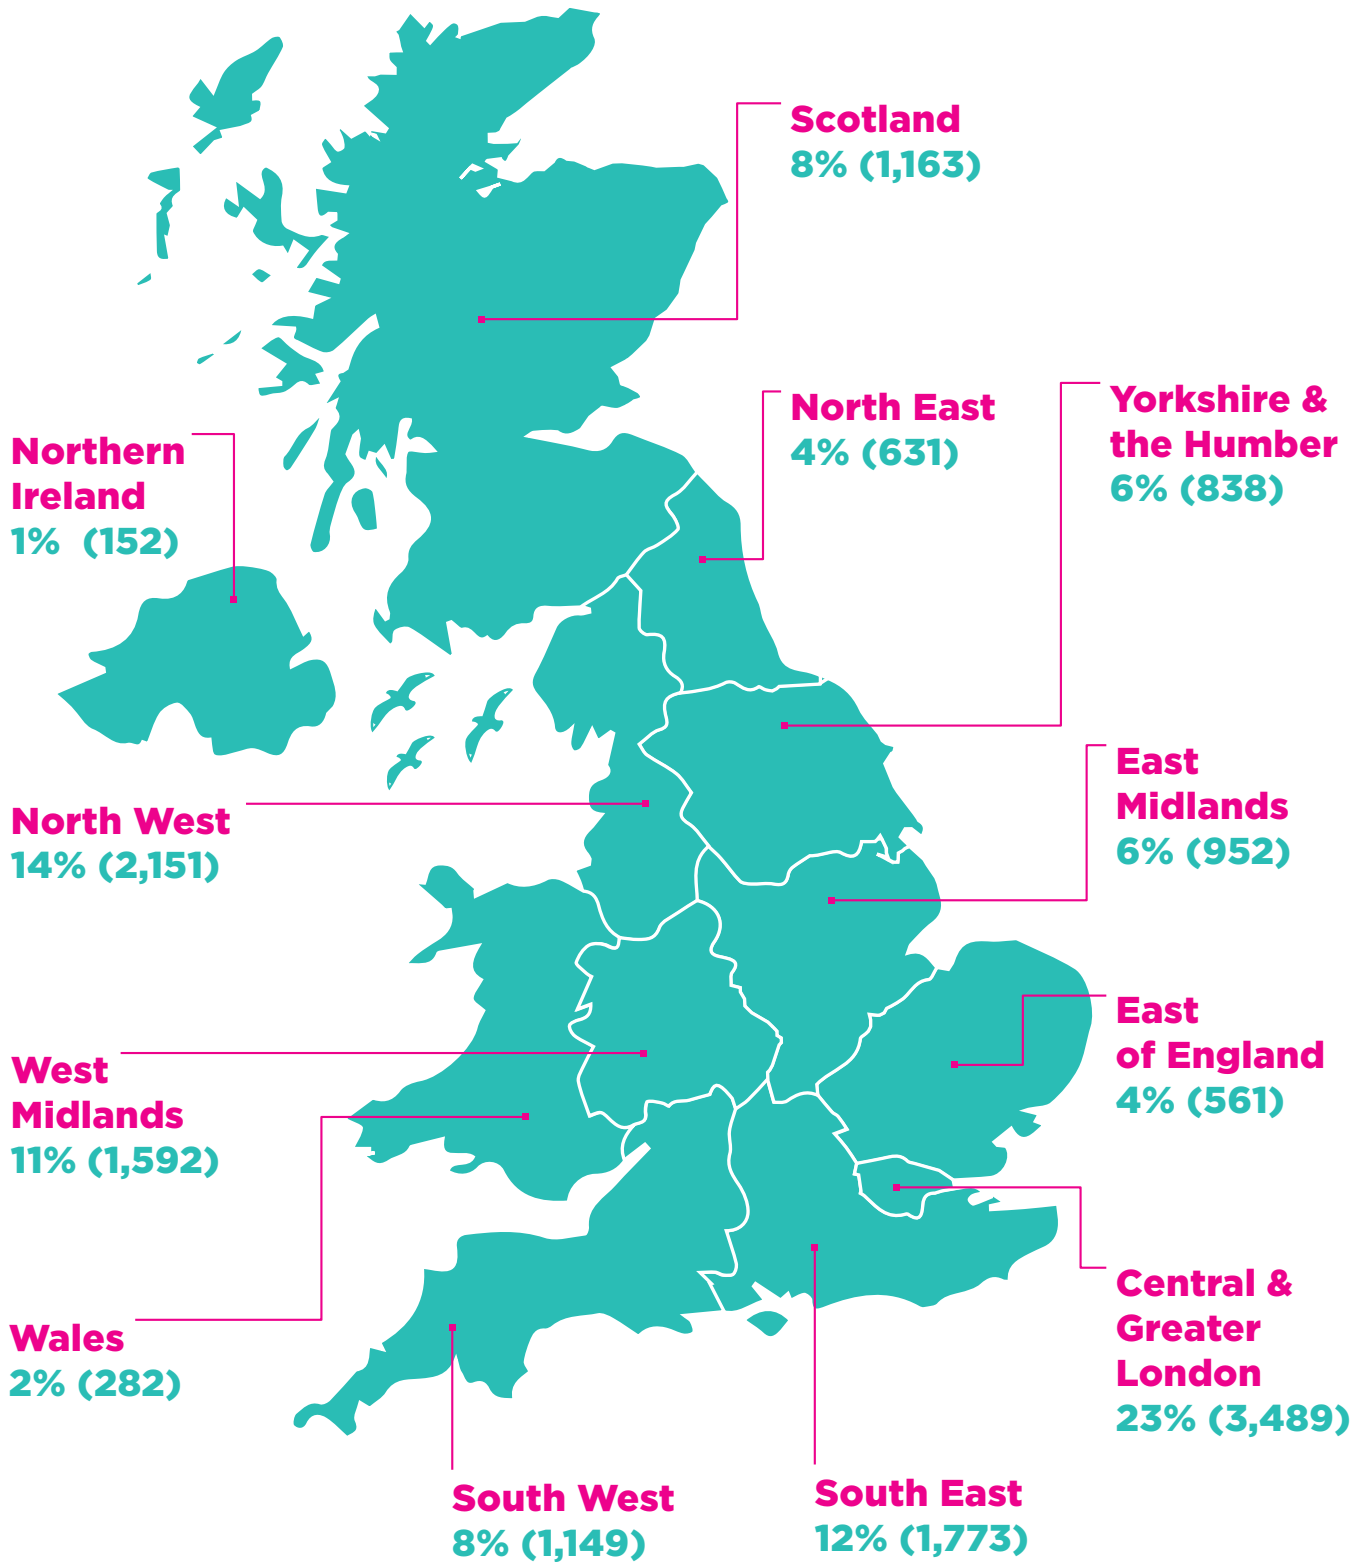 Scotland
8% (1,163)
North East
4% (631)
Yorkshire &
the Humber
6% (838)
Northern
Ireland
1% (152)
East
Midlands
6% (952)
North West
14% (2,151)
East
of England
4% (561)
West
Midlands
11% (1,592)
Central &
Greater
London
23% (3,489)
Wales
2% (282)
South West
8% (1,149)
South East
12% (1,773)